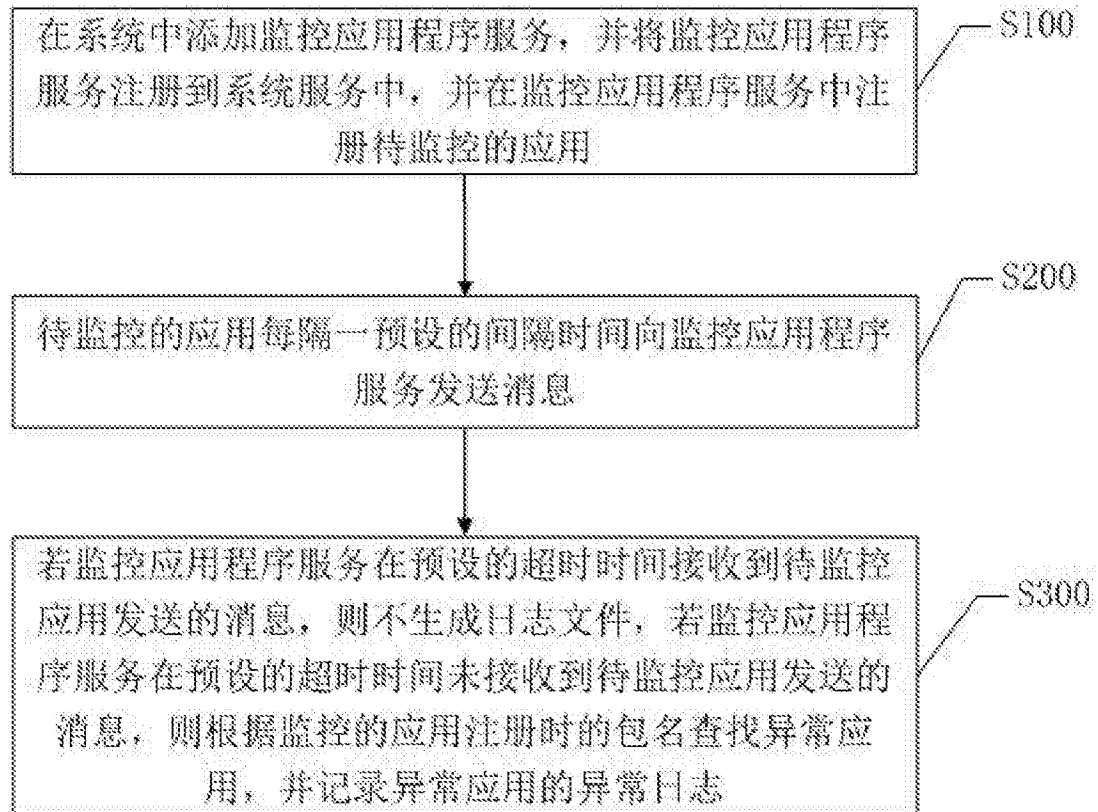 在系统中添加监控应用程序服务，并将监控应用程序
服务注册到系统服务中，并在监控应用程序服务中注
册待监控的应用
S100
待监控的应用每隔一预设的间隔时间向监控应用程序
服务发送消息
S200
若监控应用程序服务在预设的超时时间接收到待监控
应用发送的消息，则不生成日志文件，若监控应用程
序服务在预设的超时时间未接收到待监控应用发送的
消息，则根据监控的应用注册时的包名查找异常应
用，并记录异常应用的异常日志
S300